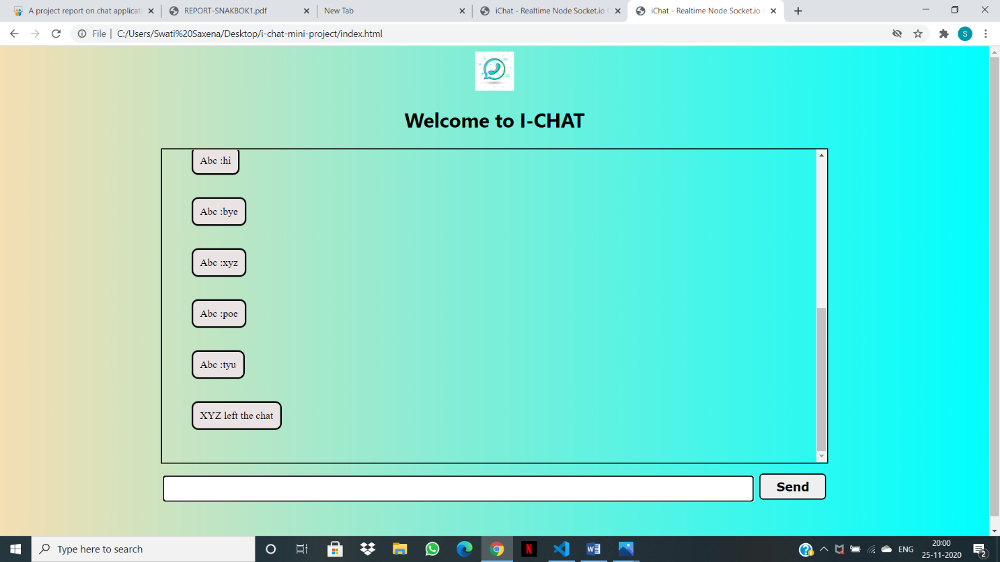 A project report on chat applicati
REPORT-SNAKBOK1.pdf
New Tab
iChat - Realtime Node Socket.io
iChat - Realtime Node Socket.io
File | C:/Users/Swati%20Saxena/Desktop/i-chat-mini-project/index.html
S
Welcome to I-CHAT
Abc :hi
Abc :bye
Abc :xyz
Abc :poe
Abc :tyu
XYZ left the chat
Send
Type here to search
N
W
ENG
20:00
25-11-2020
2